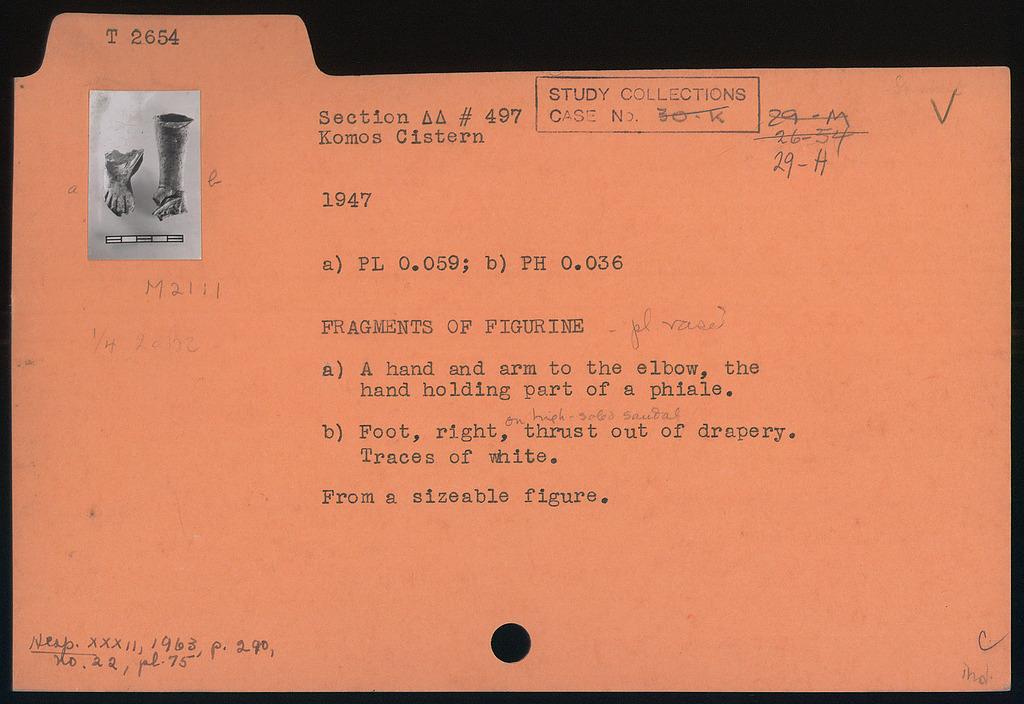 T 2654
STUDY COLLECTIONS
CASE No. 30-K
29-M
26-54
29-H
Section ΔΔ # 497
Komos Cistern
1947
a
b
a) PL 0.059; b) PH 0.036
M2111
FRAGMENTS OF FIGURINE - pl. vase?
a) A hand and arm to the elbow, the
hand holding part of a phiale.
on high-soled sandal
b) Foot, right, thrust out of drapery.
Traces of white.
From a sizeable figure.
Hesp. XXXII, 1963, p. 290,
no. 22, pl. 75
C